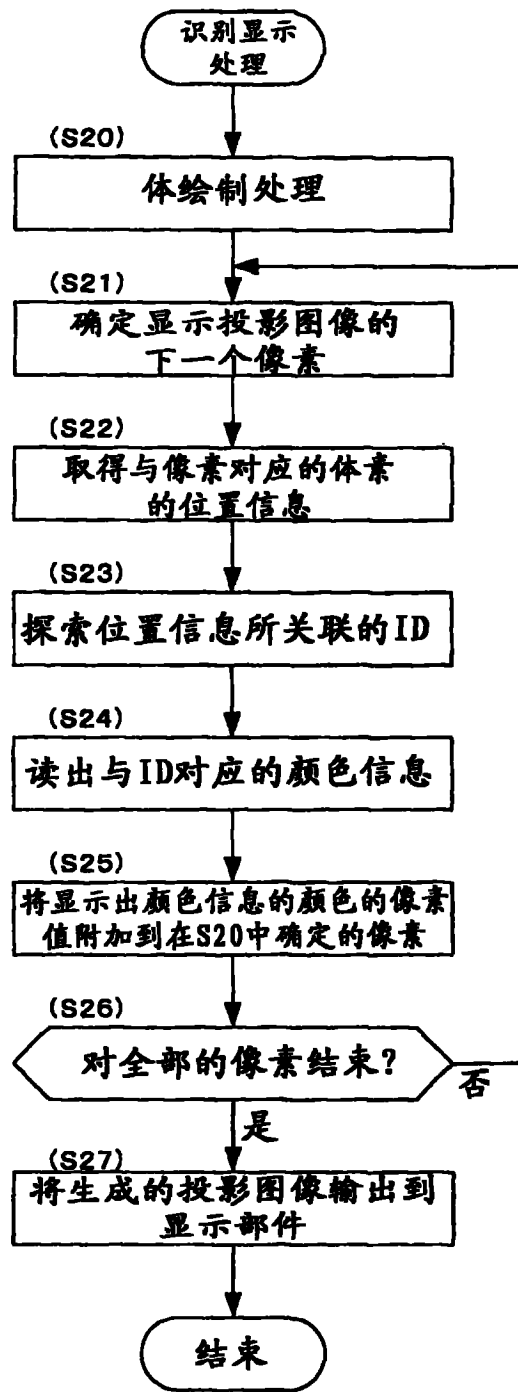 识别显示
处理
(S20)
体绘制处理
(S21)
确定显示投影图像的
下一个像素
(S22)
取得与像素对应的体素
的位置信息
(S23)
探索位置信息所关联的ID
(S24)
读出与ID对应的颜色信息
(S25)
将显示出颜色信息的颜色的像素
值附加到在S20中确定的像素
(S26)
对全部的像素结束?
否
是
(S27)
将生成的投影图像输出到
显示部件
结束